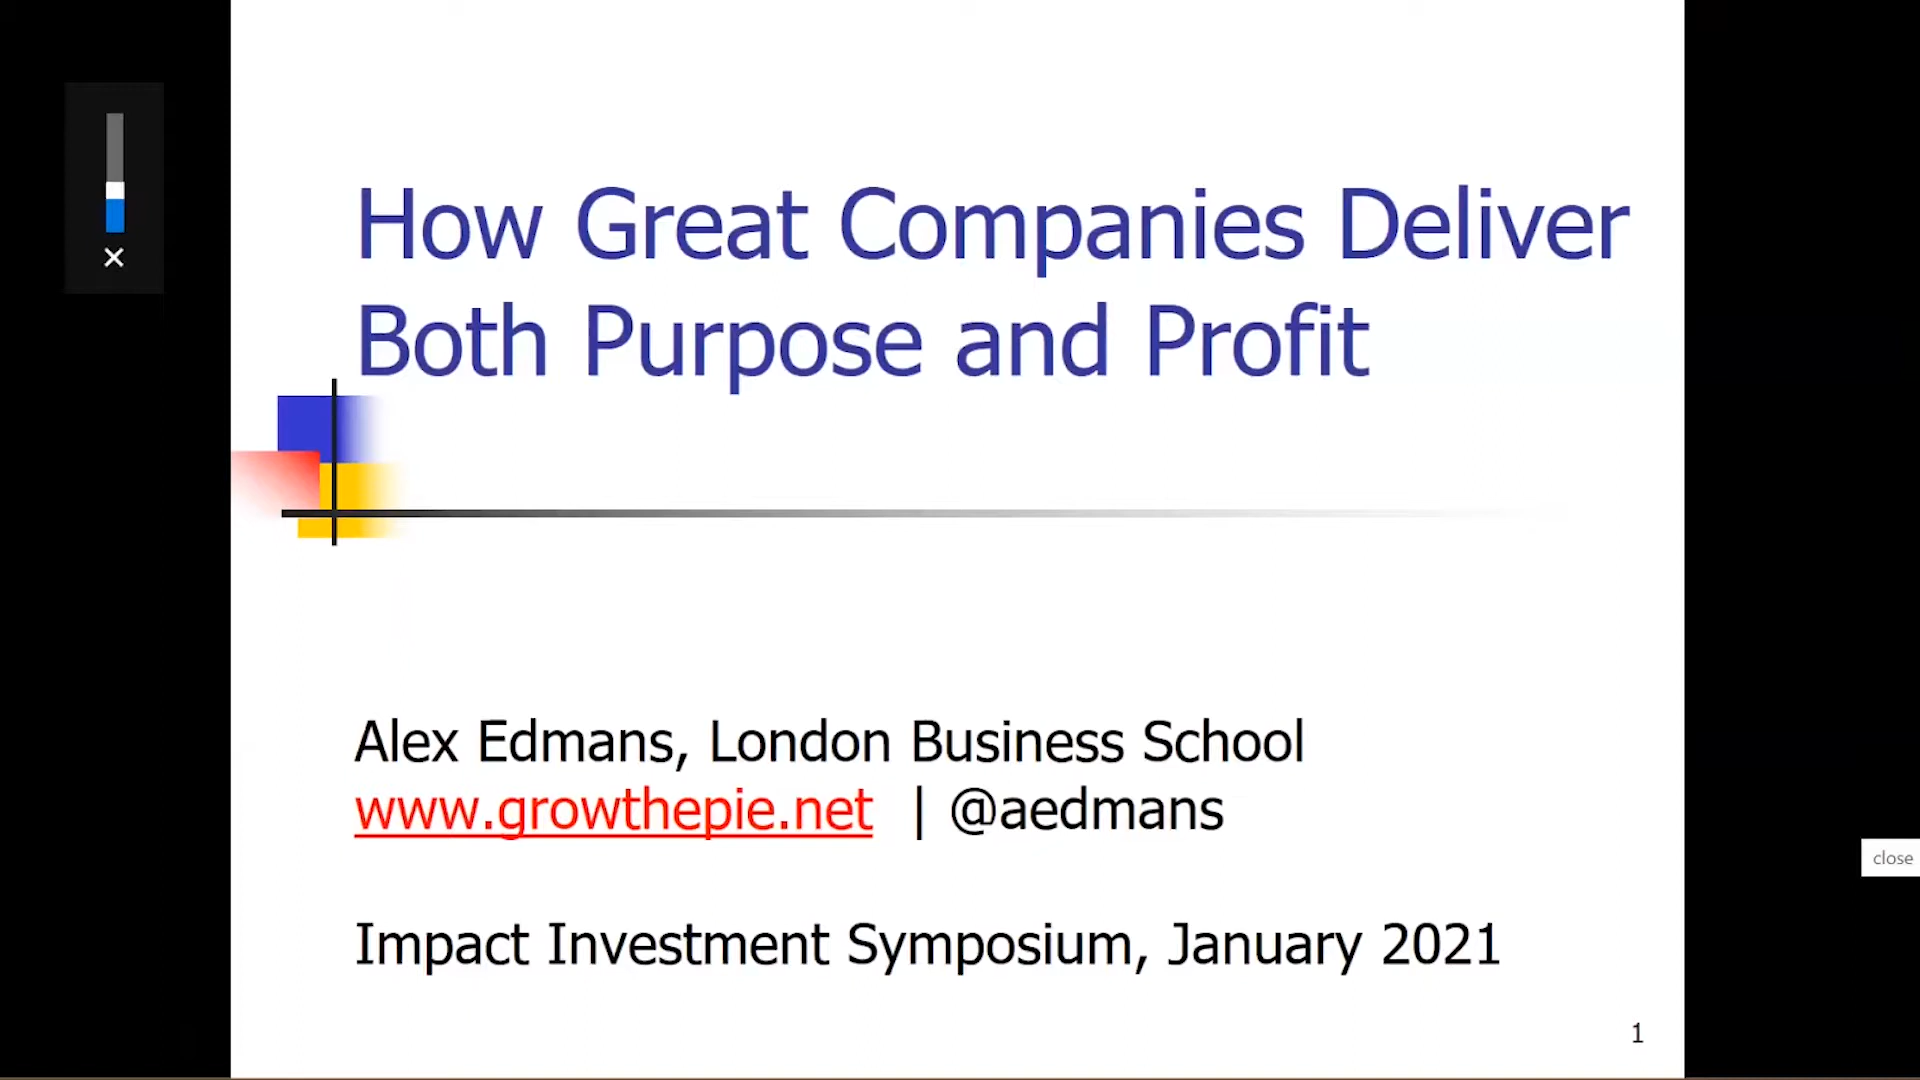 How Great Companies Deliver
Both Purpose and Profit
Alex Edmans, London Business School
www.growthepie.net | @aedmans
close
Impact Investment Symposium, January 2021
1